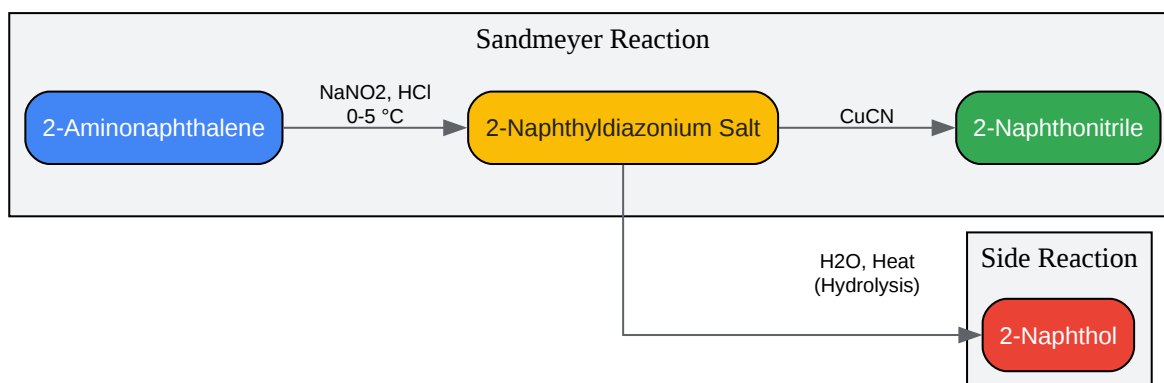 Sandmeyer Reaction
2-Aminonaphthalene
NaNO2, HCl
0-5 °C
2-Naphthyldiazonium Salt
CuCN
2-Naphthonitrile
H2O, Heat
(Hydrolysis)
Side Reaction
2-Naphthol